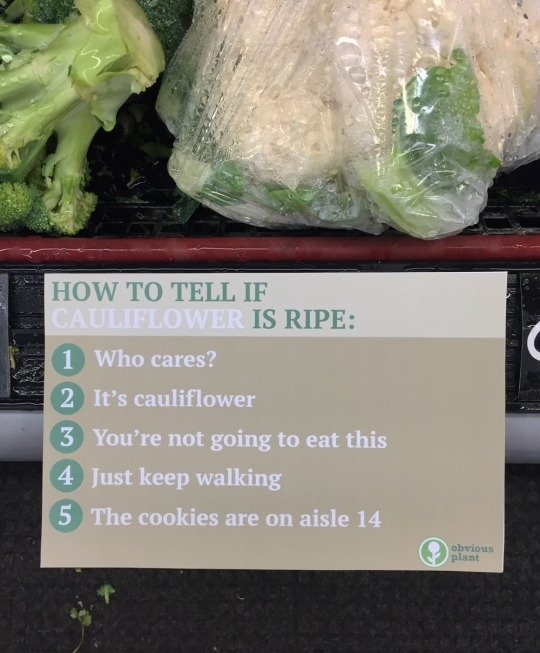 HOW TO TELL IF
CAULIFLOWER IS RIPE:
1 Who cares?
2 It's cauliflower
3 You're not going to eat this
4 Just keep walking
5 The cookies are on aisle 14
obvious
plant